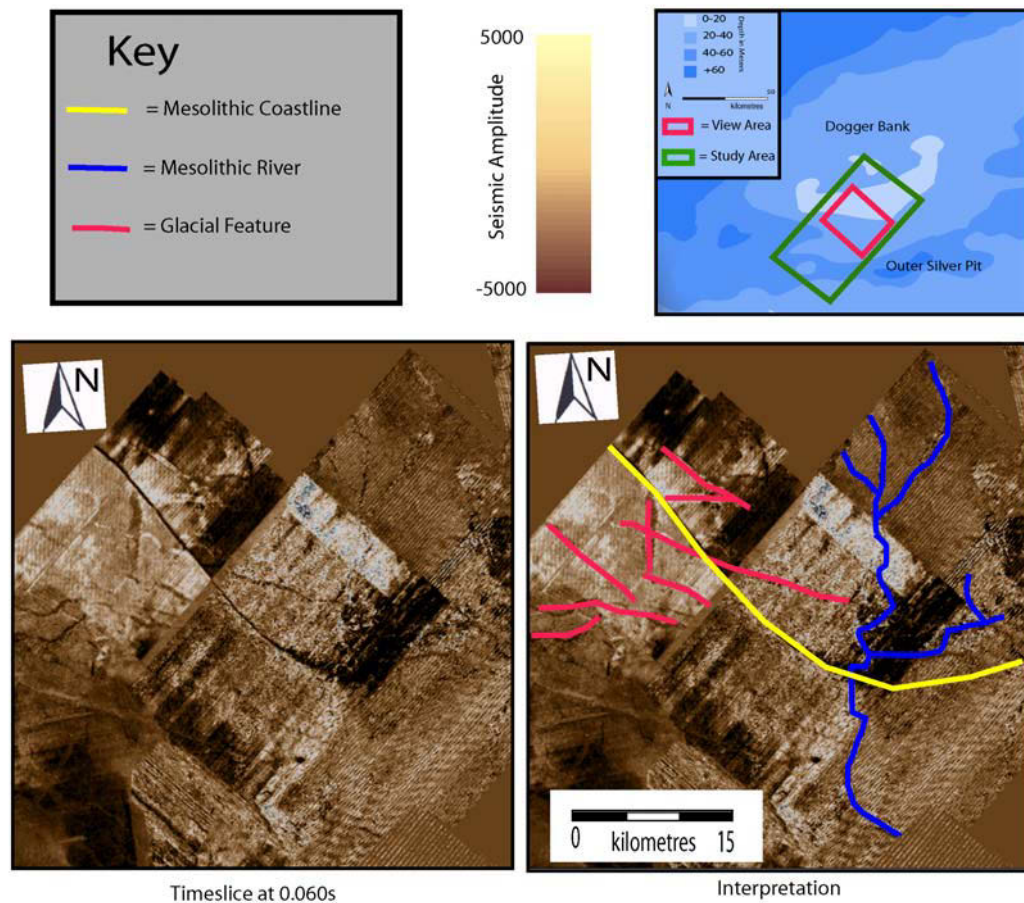 Key
= Mesolithic Coastline
= Mesolithic River
= Glacial Feature
5000
Seismic Amplitude
-5000
0-20
20-40
40-60
+60
Depth in Meters
N
kilometres
= View Area
= Study Area
Dogger Bank
Outer Silver Pit
N
Timeslice at 0.060s
N
0
kilometres
15
Interpretation